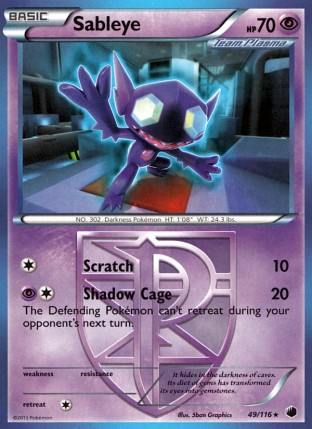 BASIC
Sableye
HP 70
Team Plasma
NO. 302 Darkness Pokémon HT: 1'08" WT: 24.3 lbs.
Scratch 10
Shadow Cage 20
The Defending Pokémon can't retreat during your
opponent's next turn.
weakness resistance
retreat
It hides in the darkness of caves.
Its diet of gems has transformed
its eyes into gemstones.
©2013 Pokémon
Illus. 5ban Graphics
49/116 ★